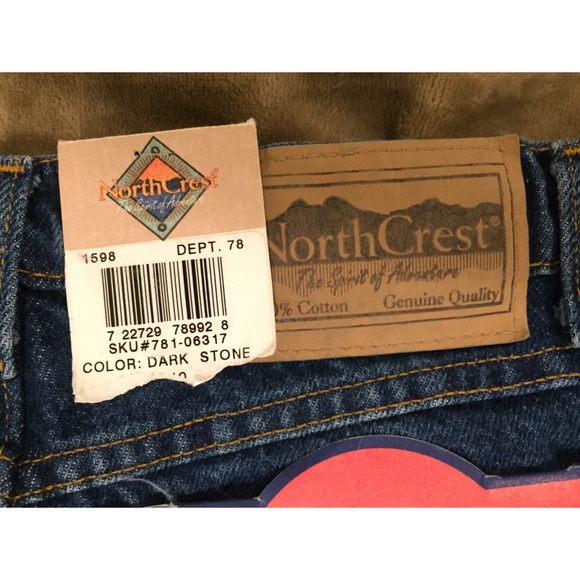 NorthCrest
The Spirit of
1598 DEPT. 78
7 22729 78992 8
SKU#781-06317
COLOR: DARK STONE
NorthCrest®
The Spirit of Adventure
% Cotton Genuine Quality